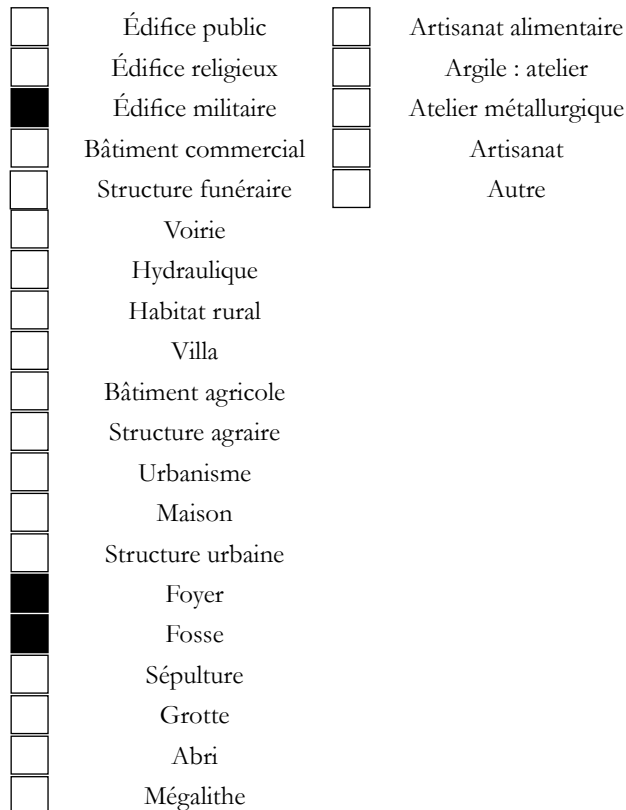 Édifice public
Édifice religieux
Édifice militaire
Bâtiment commercial
Structure funéraire
Voirie
Hydraulique
Habitat rural
Villa
Bâtiment agricole
Structure agraire
Urbanisme
Maison
Structure urbaine
Foyer
Fosse
Sépulture
Grotte
Abri
Mégalithe
Artisanat alimentaire
Argile : atelier
Atelier métallurgique
Artisanat
Autre